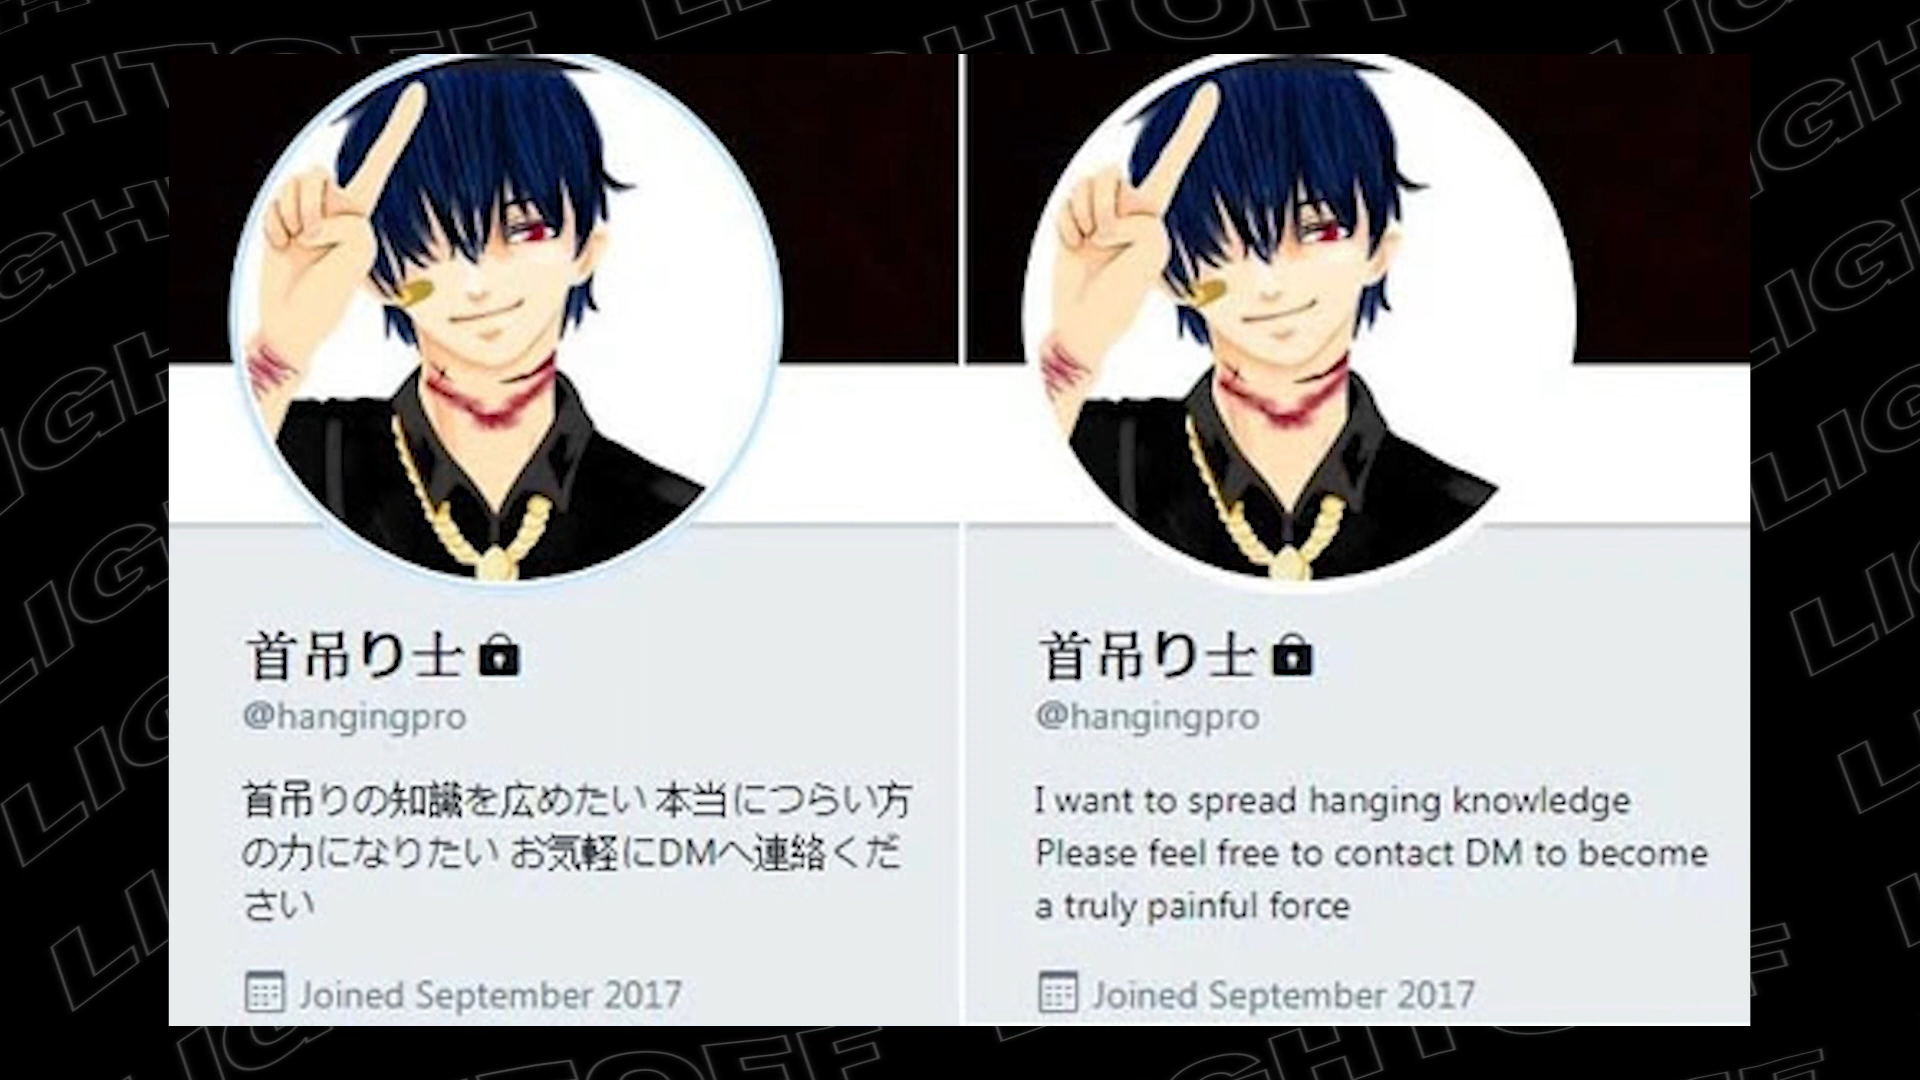 首吊り士
@hangingpro
首吊りの知識を広めたい 本当につらい方
の力になりたい お気軽にDMへ連絡くだ
さい
Joined September 2017
首吊り士
@hangingpro
I want to spread hanging knowledge
Please feel free to contact DM to become
a truly painful force
Joined September 2017
LIGHTOFF